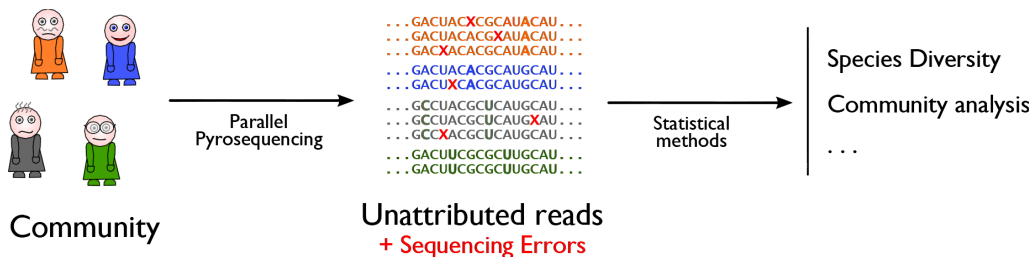 ...GACUACXCGCAUACAU...
...GACUACACGXAUACAU...
...GACXACACGCAUACAU...
...GACUACACGCAUGCAU...
...GACUXCACGCAUGCAU...
...GCCUACGCUCAUGCAU...
...GCCUACGCUCAUGXAU...
...GCCXACGCUCAUGCAU...
...GACUUCGCGCUUGCAU...
...GACUUCGCGCUUGCAU...
Parallel
Pyrosequencing
Statistical
methods
Species Diversity
Community analysis
...
Community
Unattributed reads
+ Sequencing Errors